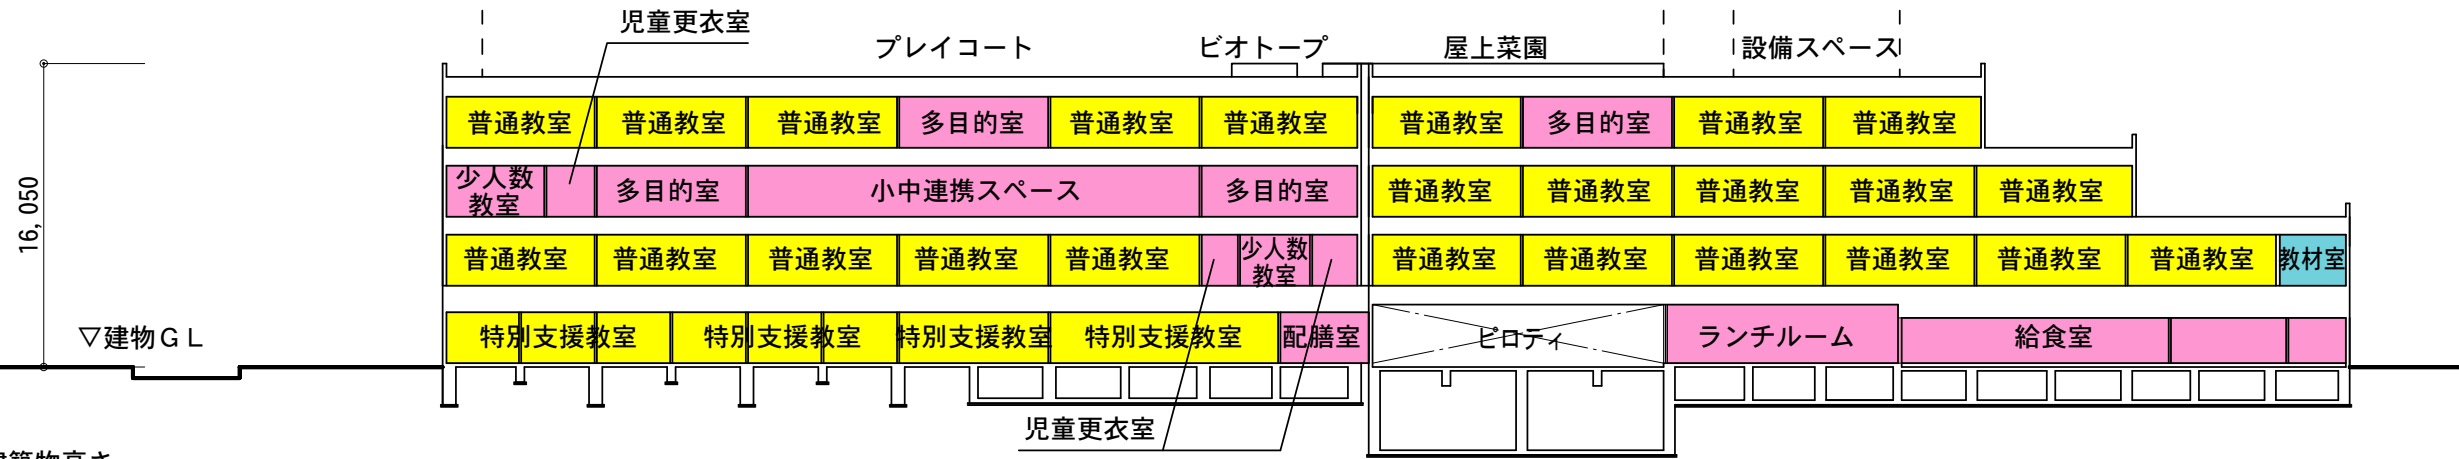 児童更衣室
プレイコート ビオトープ 屋上菜園 設備スペース
普通教室 普通教室 普通教室 多目的室 普通教室 普通教室 普通教室 多目的室 普通教室 普通教室
少人数
教室
多目的室 小中連携スペース 多目的室 普通教室 普通教室 普通教室 普通教室 普通教室
16,050
普通教室 普通教室 普通教室 普通教室 普通教室
少人数
教室
普通教室 普通教室 普通教室 普通教室 普通教室 普通教室 教材室
▽建物GL
特別支援教室 特別支援教室 特別支援教室 特別支援教室 配膳室 ピロティ ランチルーム 給食室
児童更衣室